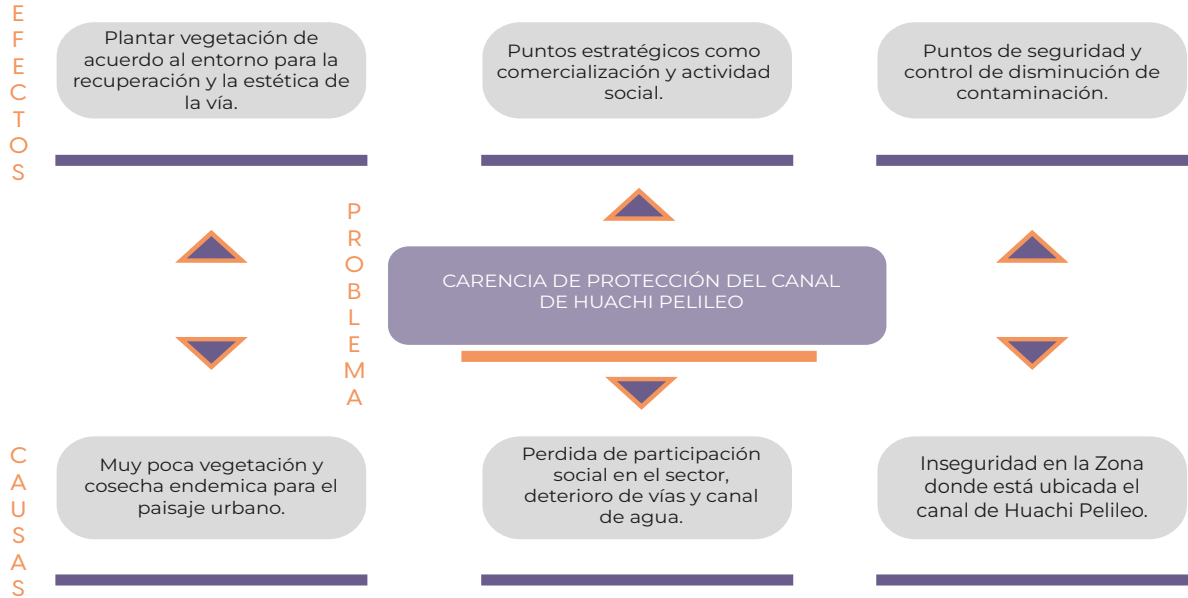 EFECTOS
Plantar vegetación de
acuerdo al entorno para la
recuperación y la estética de
la vía.
Puntos estratégicos como
comercialización y actividad
social.
Puntos de seguridad y
control de disminución de
contaminación.
PROBLEMA
CARENCIA DE PROTECCIÓN DEL CANAL
DE HUACHI PELILEO
CAUSAS
Muy poca vegetación y
cosecha endemica para el
paisaje urbano.
Perdida de participación
social en el sector,
deterioro de vías y canal
de agua.
Inseguridad en la Zona
donde está ubicada el
canal de Huachi Pelileo.